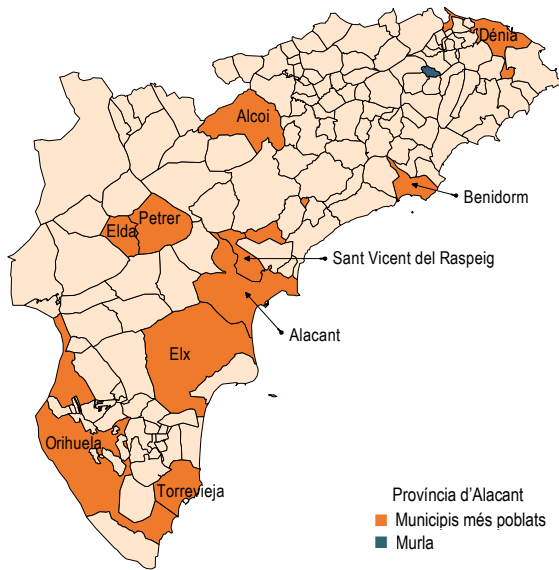 Dénia
Alcoi
Benidorm
Petrer
Elda
Sant Vicent del Raspeig
Alacant
Elx
Orihuela
Torrevieja
Província d'Alacant
Municipis més poblats
Murla